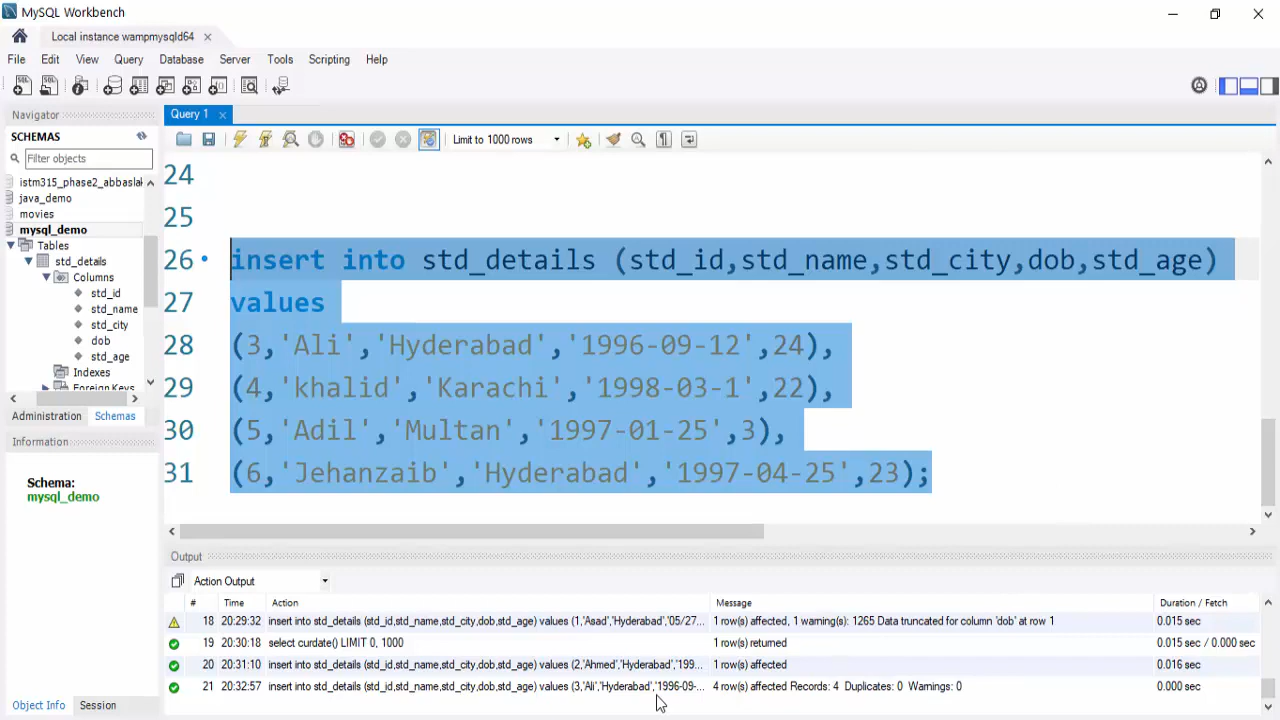 MySQL Workbench
Local instance wampmysqld64
File Edit View Query Database Server Tools Scripting Help
Navigator
SCHEMAS
Filter objects
istm315_phase2_abbaslak
java_demo
movies
mysql_demo
Tables
std_details
Columns
std_id
std_name
std_city
dob
std_age
Indexes
Foreign Keys
Administration Schemas
Information
Schema:
mysql_demo
Object Info Session
Query 1
Limit to 1000 rows
24
25
26 insert into std_details (std_id,std_name,std_city,dob,std_age)
27 values
28 (3,'Ali','Hyderabad','1996-09-12',24),
29 (4,'khalid','Karachi','1998-03-1',22),
30 (5,'Adil','Multan','1997-01-25',3),
31 (6,'Jehanzaib','Hyderabad','1997-04-25',23);
Output
Action Output
# Time Action Message Duration / Fetch
18 20:29:32 insert into std_details (std_id,std_name,std_city,dob,std_age) values (1,'Asad','Hyderabad','05/27... 1 row(s) affected, 1 warning(s): 1265 Data truncated for column 'dob' at row 1 0.015 sec
19 20:30:18 select curdate() LIMIT 0, 1000 1 row(s) returned 0.015 sec / 0.000 sec
20 20:31:10 insert into std_details (std_id,std_name,std_city,dob,std_age) values (2,'Ahmed','Hyderabad','199... 1 row(s) affected 0.016 sec
21 20:32:57 insert into std_details (std_id,std_name,std_city,dob,std_age) values (3,'Ali','Hyderabad','1996-09-... 4 row(s) affected Records: 4 Duplicates: 0 Warnings: 0 0.000 sec